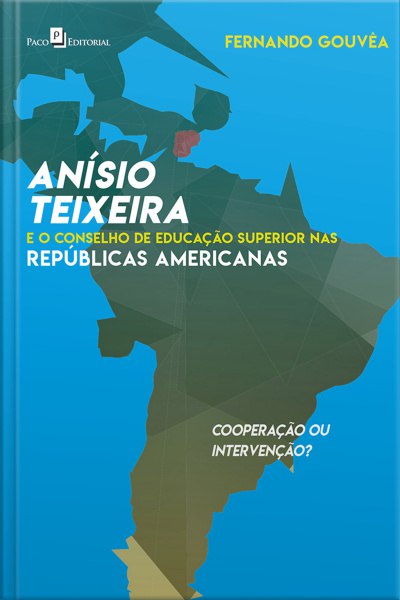 PACO EDITORIAL
FERNANDO GOUVÊA
ANÍSIO
TEIXEIRA
E O CONSELHO DE EDUCAÇÃO SUPERIOR NAS
REPÚBLICAS AMERICANAS
COOPERAÇÃO OU
INTERVENÇÃO?